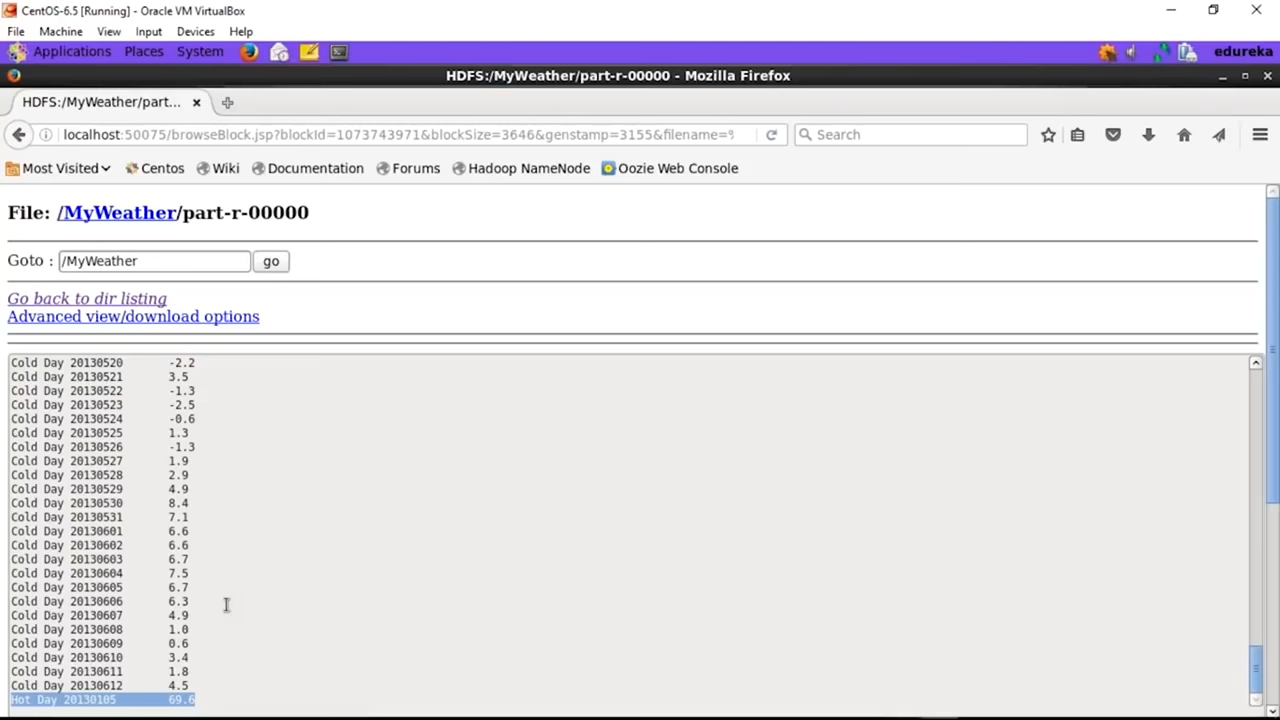 CentOS-6.5 [Running] - Oracle VM VirtualBox
File Machine View Input Devices Help
Applications Places System edureka
HDFS:/MyWeather/part-r-00000 - Mozilla Firefox
HDFS:/MyWeather/part...
localhost:50075/browseBlock.jsp?blockId=1073743971&blockSize=3646&genstamp=3155&filename=% Search
Most Visited Centos Wiki Documentation Forums Hadoop NameNode Oozie Web Console
File: /MyWeather/part-r-00000
Goto : /MyWeather go
Go back to dir listing
Advanced view/download options
Cold Day 20130520 -2.2
Cold Day 20130521 3.5
Cold Day 20130522 -1.3
Cold Day 20130523 -2.5
Cold Day 20130524 -0.6
Cold Day 20130525 1.3
Cold Day 20130526 -1.3
Cold Day 20130527 1.9
Cold Day 20130528 2.9
Cold Day 20130529 4.9
Cold Day 20130530 8.4
Cold Day 20130531 7.1
Cold Day 20130601 6.6
Cold Day 20130602 6.6
Cold Day 20130603 6.7
Cold Day 20130604 7.5
Cold Day 20130605 6.7
Cold Day 20130606 6.3
Cold Day 20130607 4.9
Cold Day 20130608 1.0
Cold Day 20130609 0.6
Cold Day 20130610 3.4
Cold Day 20130611 1.8
Cold Day 20130612 4.5
Hot Day 20130105 69.6